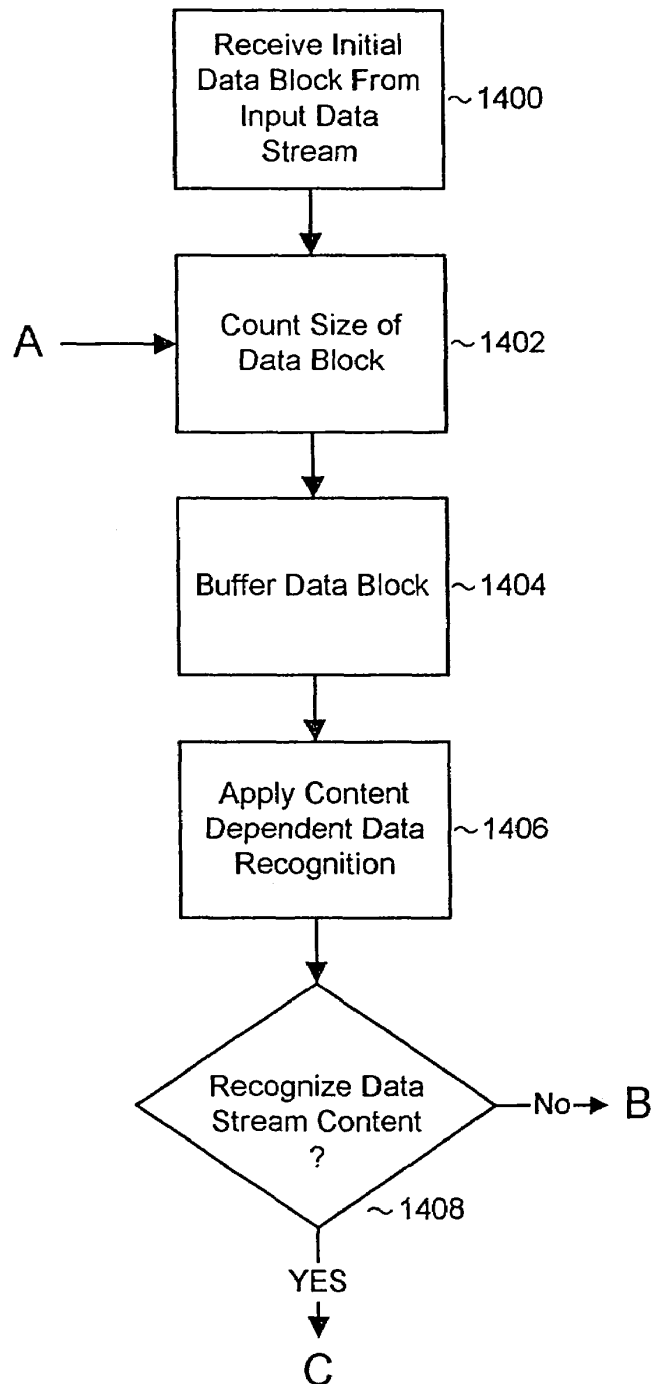 Receive Initial
Data Block From
Input Data
Stream
~1400
A
Count Size of
Data Block
~1402
Buffer Data Block
~1404
Apply Content
Dependent Data
Recognition
~1406
Recognize Data
Stream Content
?
No
B
~1408
YES
C